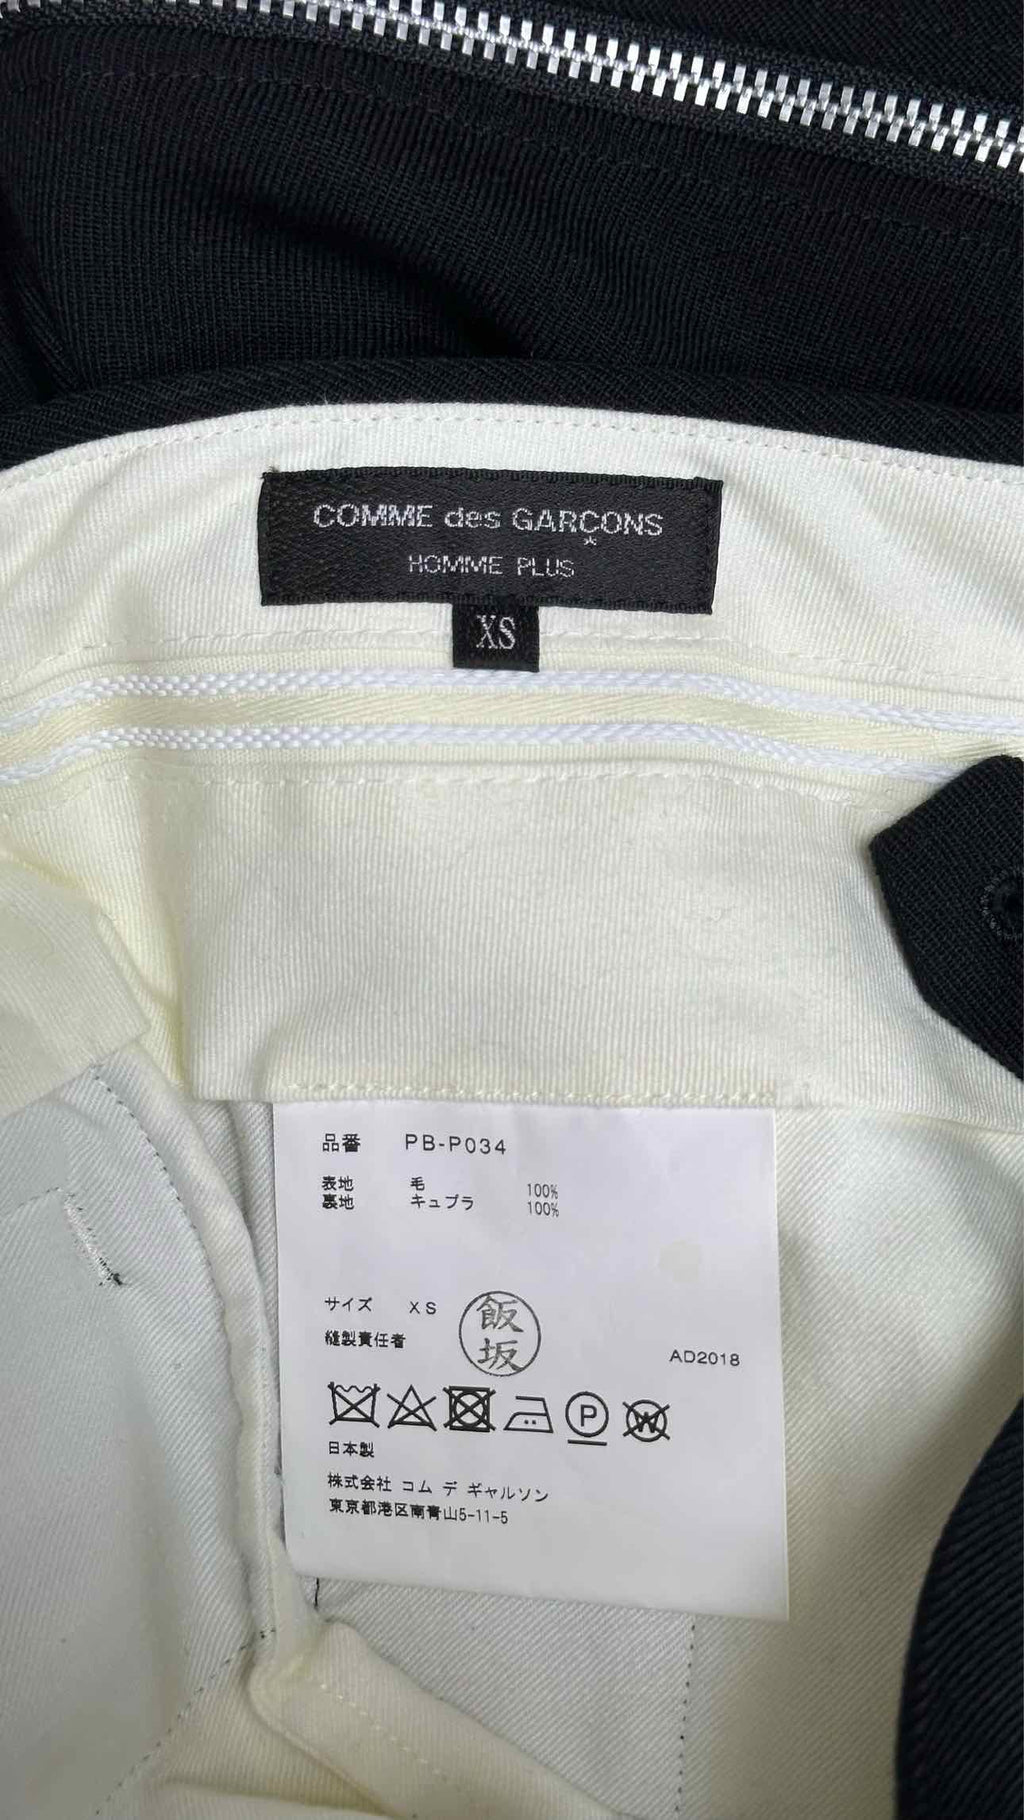 COMME des GARÇONS
HOMME PLUS
XS
品番 PB-P034
表地 毛 100%
裏地 キュプラ 100%
サイズ XS
縫製責任者
飯坂
AD2018
P
W
日本製
株式会社 コム デ ギャルソン
東京都港区南青山5-11-5